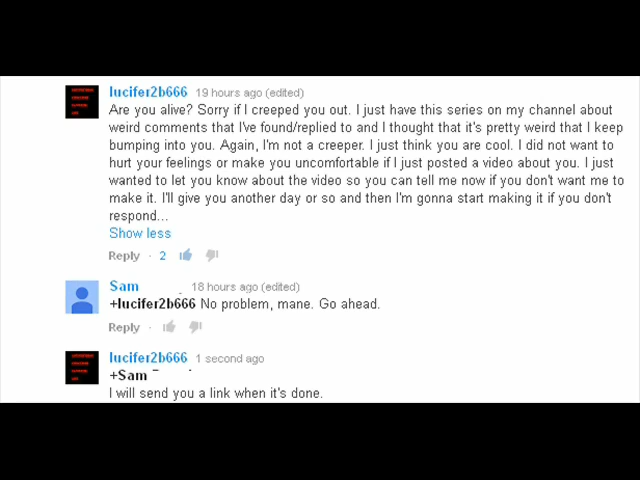 lucifer2b666 19 hours ago (edited)
Are you alive? Sorry if I creeped you out. I just have this series on my channel about
weird comments that I've found/replied to and I thought that it's pretty weird that I keep
bumping into you. Again, I'm not a creeper. I just think you are cool. I did not want to
hurt your feelings or make you uncomfortable if I just posted a video about you. I just
wanted to let you know about the video so you can tell me now if you don't want me to
make it. I'll give you another day or so and then I'm gonna start making it if you don't
respond...
Show less
Reply · 2
Sam 18 hours ago (edited)
+lucifer2b666 No problem, mane. Go ahead.
Reply ·
lucifer2b666 1 second ago
+Sam
I will send you a link when it's done.